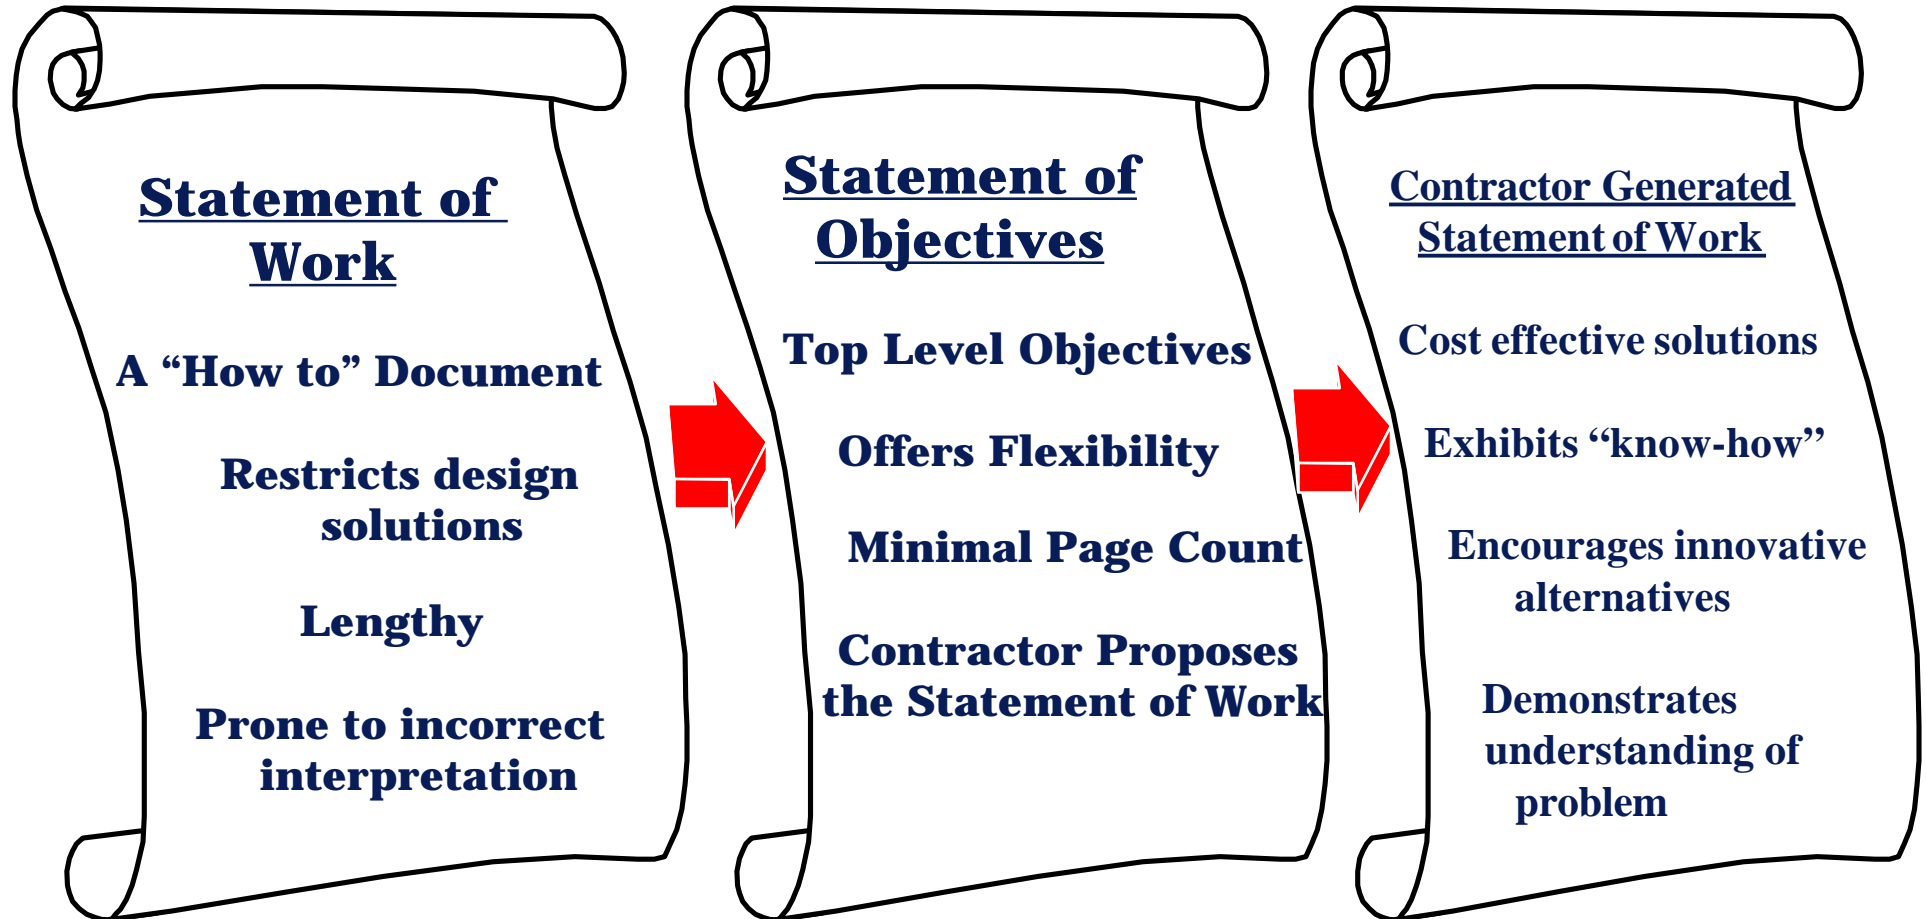 Statement of
Work
A “How to” Document
Restricts design
solutions
Lengthy
Prone to incorrect
interpretation
Statement of
Objectives
Top Level Objectives
Offers Flexibility
Minimal Page Count
Contractor Proposes
the Statement of Work
Contractor Generated
Statement of Work
Cost effective solutions
Exhibits “know-how”
Encourages innovative
alternatives
Demonstrates
understanding of
problem